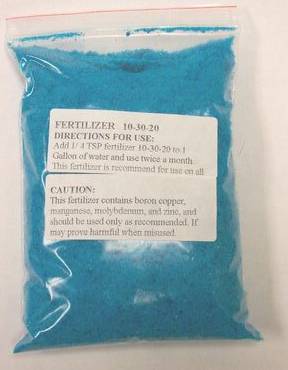 FERTILIZER 10-30-20
DIRECTIONS FOR USE:
Add 1/ 4 TSP fertilizer 10-30-20 to 1
Gallon of water and use twice a month
This fertilizer is recommend for use on all
CAUTION:
This fertilizer contains boron copper,
manganese, molybdenum, and zinc, and
should be used only as recommended. If
may prove harmful when misused.